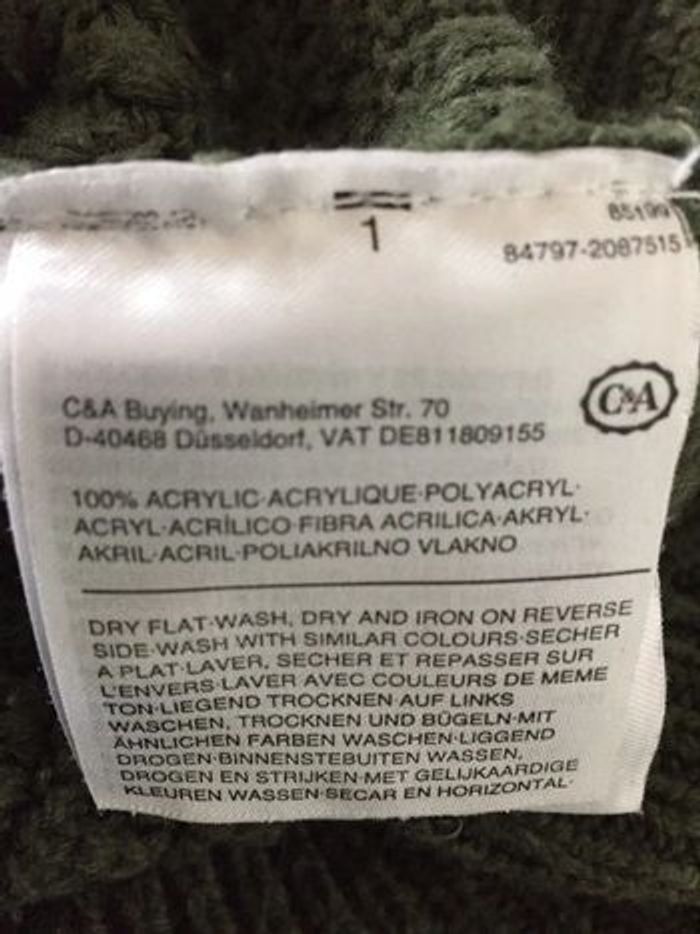 1
85199
84797-2087515
C&A Buying, Wanheimer Str. 70
D-40468 Düsseldorf, VAT DE811809155
C&A
100% ACRYLIC·ACRYLIQUE·POLYACRYL·
ACRYL·ACRÍLICO·FIBRA ACRILICA·AKRYL·
AKRIL·ACRIL·POLIAKRILNO VLAKNO
DRY FLAT·WASH, DRY AND IRON ON REVERSE
SIDE·WASH WITH SIMILAR COLOURS·SECHER
A PLAT·LAVER, SECHER ET REPASSER SUR
L'ENVERS·LAVER AVEC COULEURS DE MEME
TON·LIEGEND TROCKNEN·AUF LINKS
WASCHEN, TROCKNEN UND BÜGELN·MIT
ÄHNLICHEN FARBEN WASCHEN·LIGGEND
DROGEN·BINNENSTEBUITEN WASSEN,
DROGEN EN STRIJKEN·MET GELIJKAARDIGE
KLEUREN WASSEN·SECAR EN HORIZONTAL·